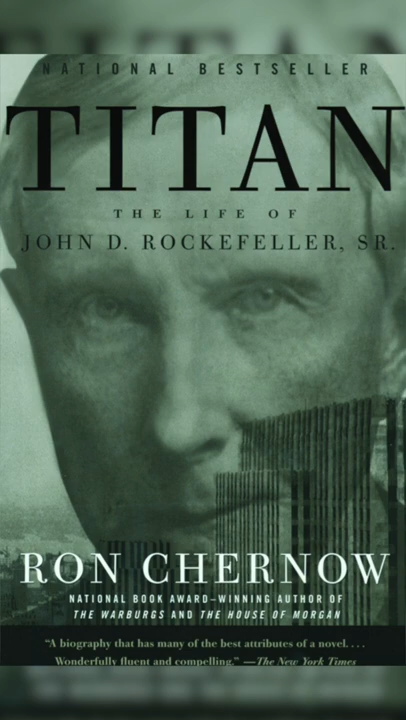 NATIONAL BESTSELLER
TITAN
THE LIFE OF
JOHN D. ROCKEFELLER, SR.
RON CHERNOW
NATIONAL BOOK AWARD–WINNING AUTHOR OF
THE WARBURGS AND THE HOUSE OF MORGAN
“A biography that has many of the best attributes of a novel. . . .
Wonderfully fluent and compelling.” —The New York Times